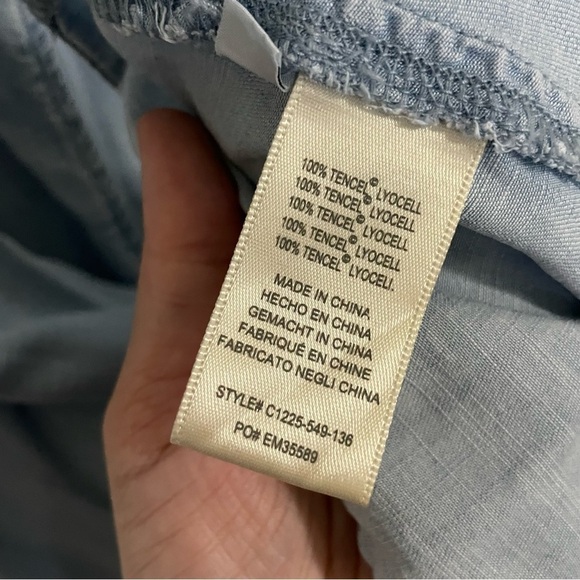 100% TENCEL© LYOCELL
100% TENCEL© LYOCELL
100% TENCEL© LYOCELL
100% TENCEL© LYOCELL
100% TENCEL© LYOCELL
MADE IN CHINA
HECHO EN CHINA
GEMACHT IN CHINA
FABRIQUÉ EN CHINE
FABRICATO NEGLI CHINA
STYLE# C1225-549-136
PO# EM35589